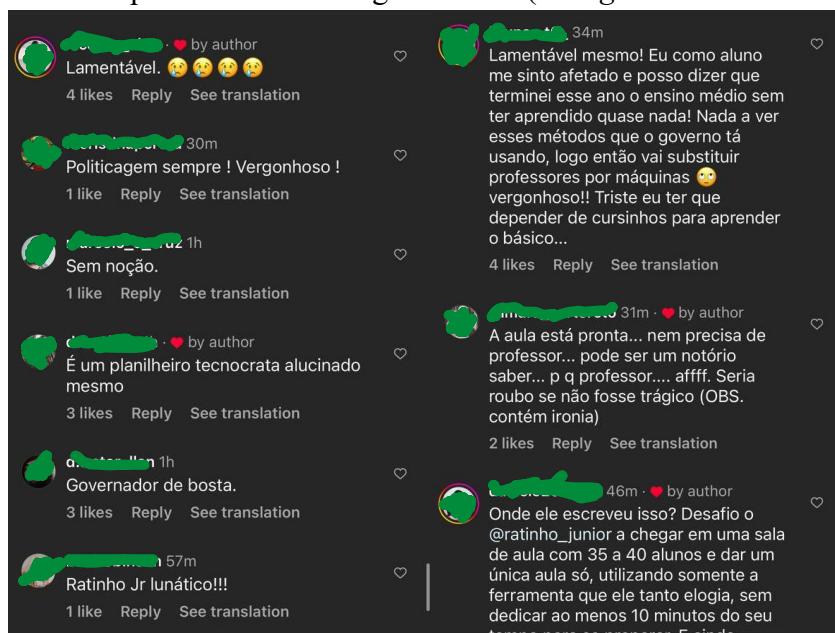 by author
Lamentável. 😢😢😢😢
4 likes Reply See translation
30m
Politicagem sempre ! Vergonhoso !
1 like Reply See translation
1h
Sem noção.
1 like Reply See translation
by author
É um planilheiro tecnocrata alucinado
mesmo
3 likes Reply See translation
1h
Governador de bosta.
3 likes Reply See translation
57m
Ratinho Jr lunático!!!
1 like Reply See translation
34m
Lamentável mesmo! Eu como aluno
me sinto afetado e posso dizer que
terminei esse ano o ensino médio sem
ter aprendido quase nada! Nada a ver
esses métodos que o governo tá
usando, logo então vai substituir
professores por máquinas 🙄
vergonhoso!! Triste eu ter que
depender de cursinhos para aprender
o básico...
4 likes Reply See translation
31m · ❤ by author
A aula está pronta... nem precisa de
professor... pode ser um notório
saber... p q professor.... affff. Seria
roubo se não fosse trágico (OBS.
contém ironia)
2 likes Reply See translation
46m · ❤ by author
Onde ele escreveu isso? Desafio o
@ratinho_junior a chegar em uma sala
de aula com 35 a 40 alunos e dar um
única aula só, utilizando somente a
ferramenta que ele tanto elogia, sem
dedicar ao menos 10 minutos do seu